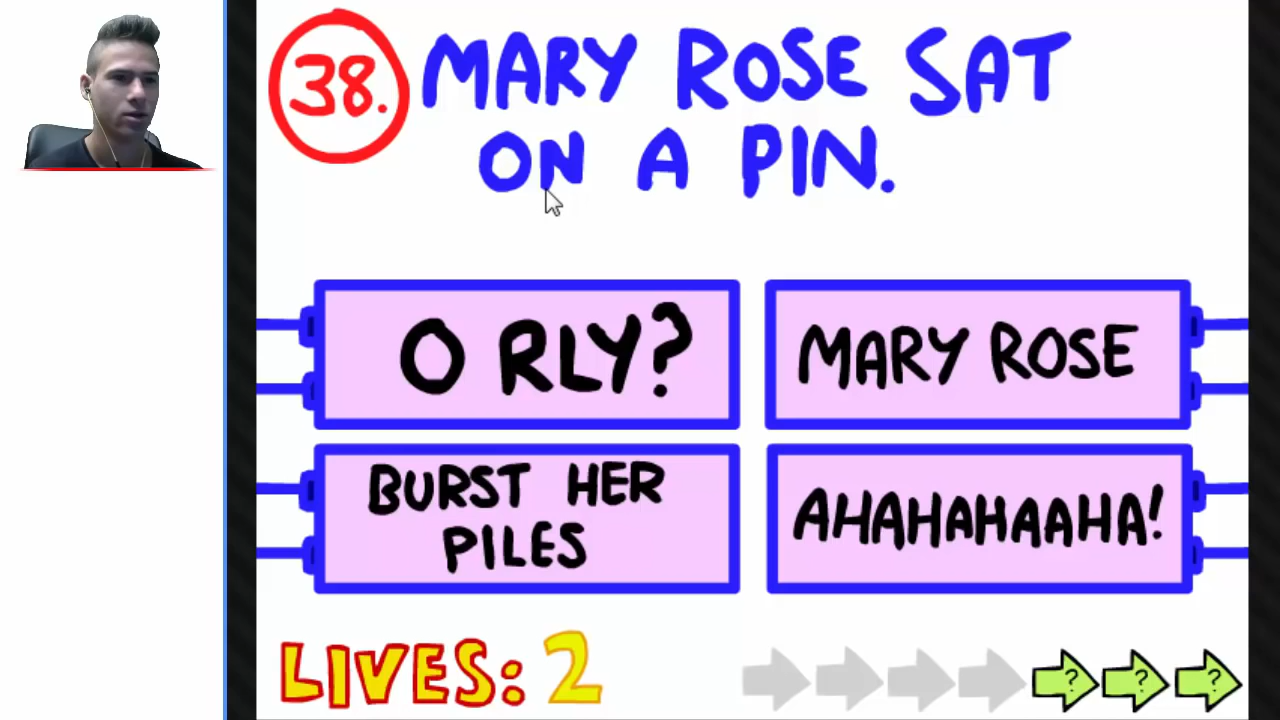 38. MARY ROSE SAT
ON A PIN.
O RLY?
MARY ROSE
BURST HER
PILES
AHAHAHAAHA!
LIVES: 2
? ? ?